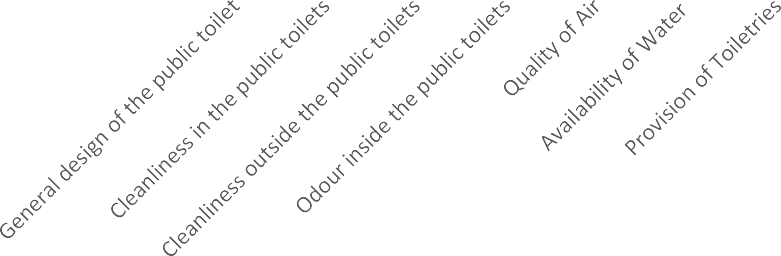 General design of the public toilet
Cleanliness in the public toilets
Cleanliness outside the public toilets
Odour inside the public toilets
Quality of Air
Availability of Water
Provision of Toiletries